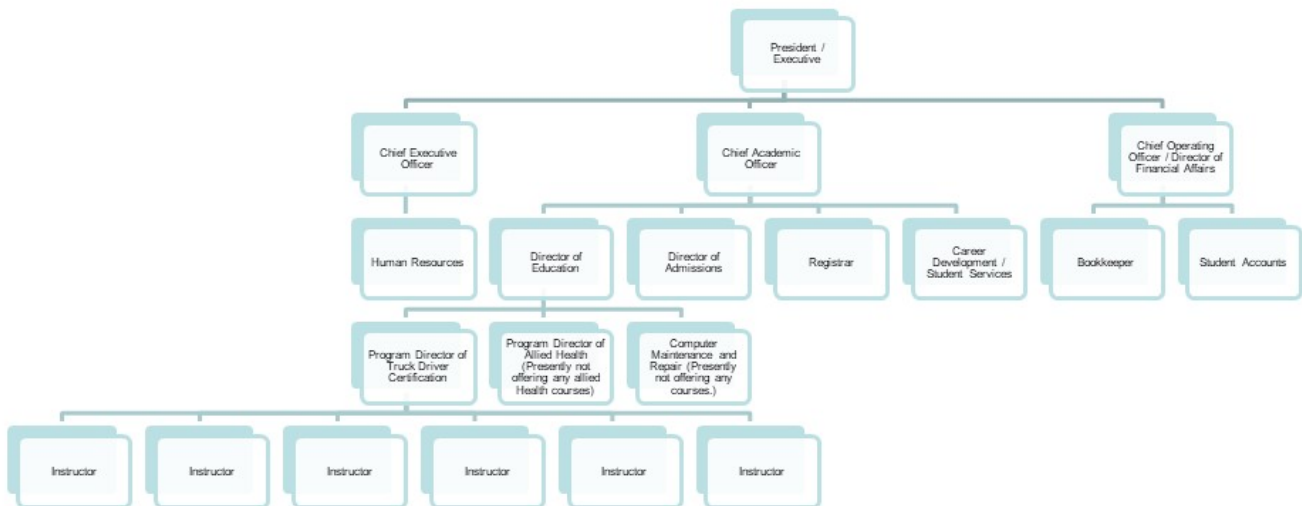 President /
Executive
Chief Executive
Officer
Chief Academic
Officer
Chief Operating
Officer / Director of
Financial Affairs
Human Resources
Director of
Education
Director of
Admissions
Registrar
Career
Development /
Student Services
Bookkeeper
Student Accounts
Program Director of
Truck Driver
Certification
Program Director of
Allied Health
(Presently not
offering any allied
Health courses)
Computer
Maintenance and
Repair (Presently
not offering any
courses.)
Instructor
Instructor
Instructor
Instructor
Instructor
Instructor